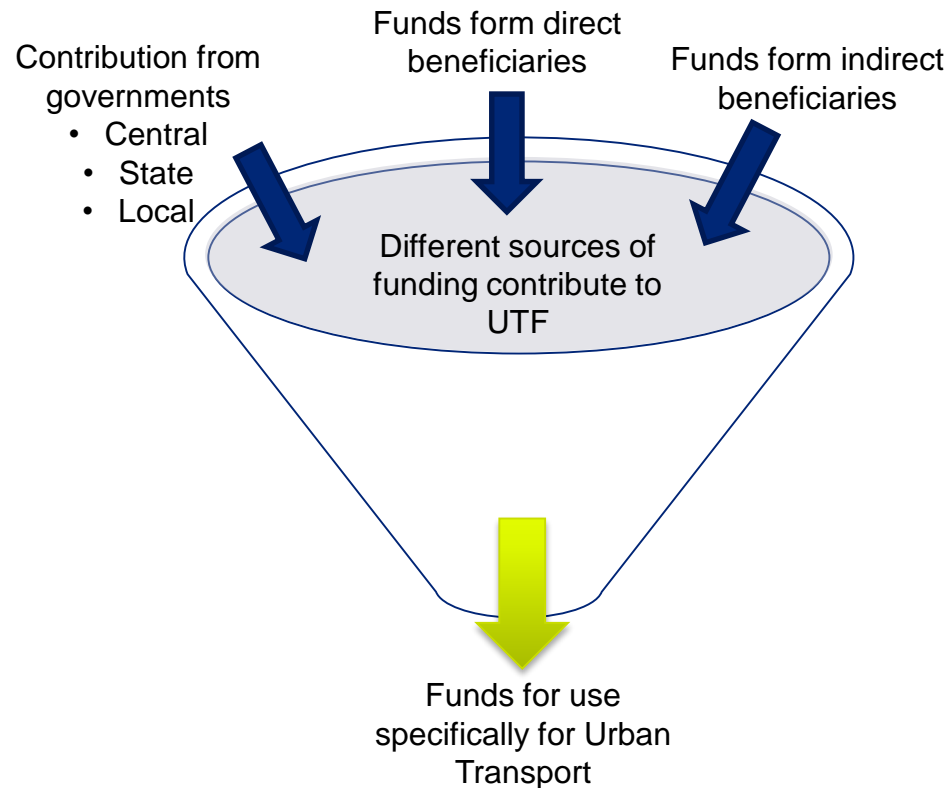 Contribution from
governments
• Central
• State
• Local
Funds form direct
beneficiaries
Funds form indirect
beneficiaries
Different sources of
funding contribute to
UTF
Funds for use
specifically for Urban
Transport